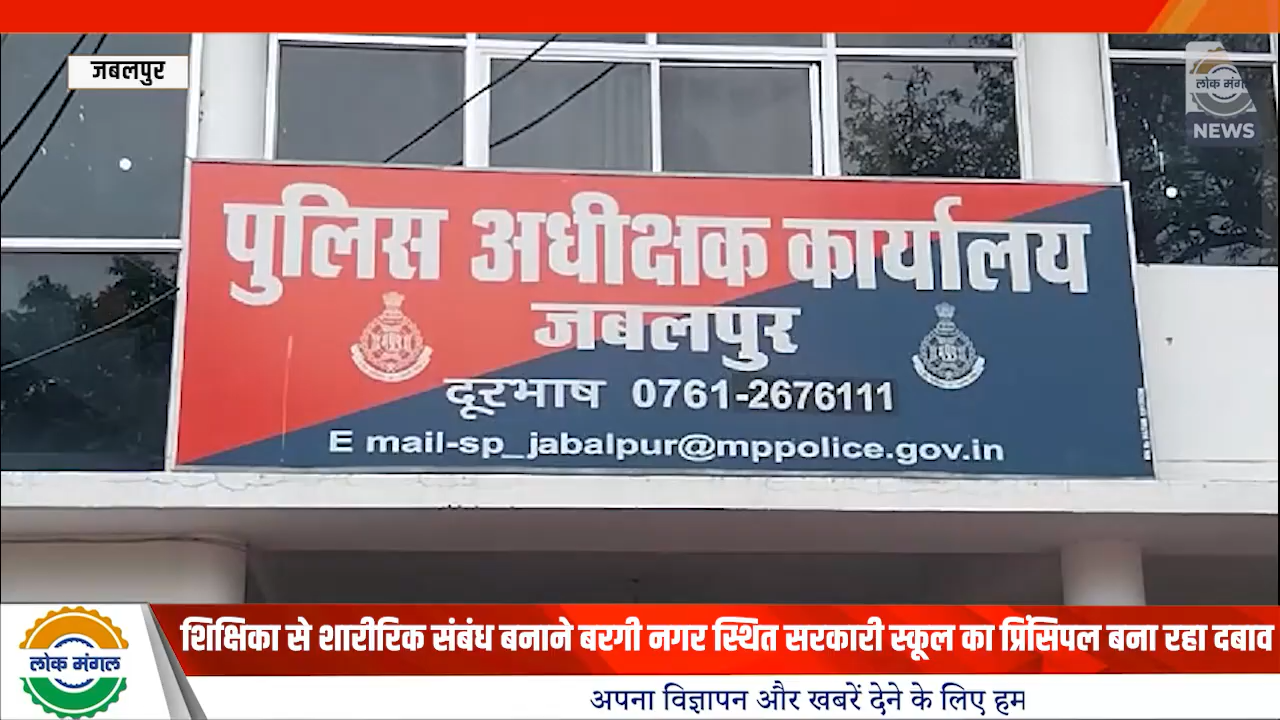 जबलपुर
लोक मंगल
NEWS
पुलिस अधीक्षक कार्यालय
जबलपुर
दूरभाष 0761-2676111
E mail-sp_jabalpur@mppolice.gov.in
लोक मंगल
शिक्षिका से शारीरिक संबंध बनाने बरगी नगर स्थित सरकारी स्कूल का प्रिंसिपल बना रहा दबाव
अपना विज्ञापन और खबरें देने के लिए हम